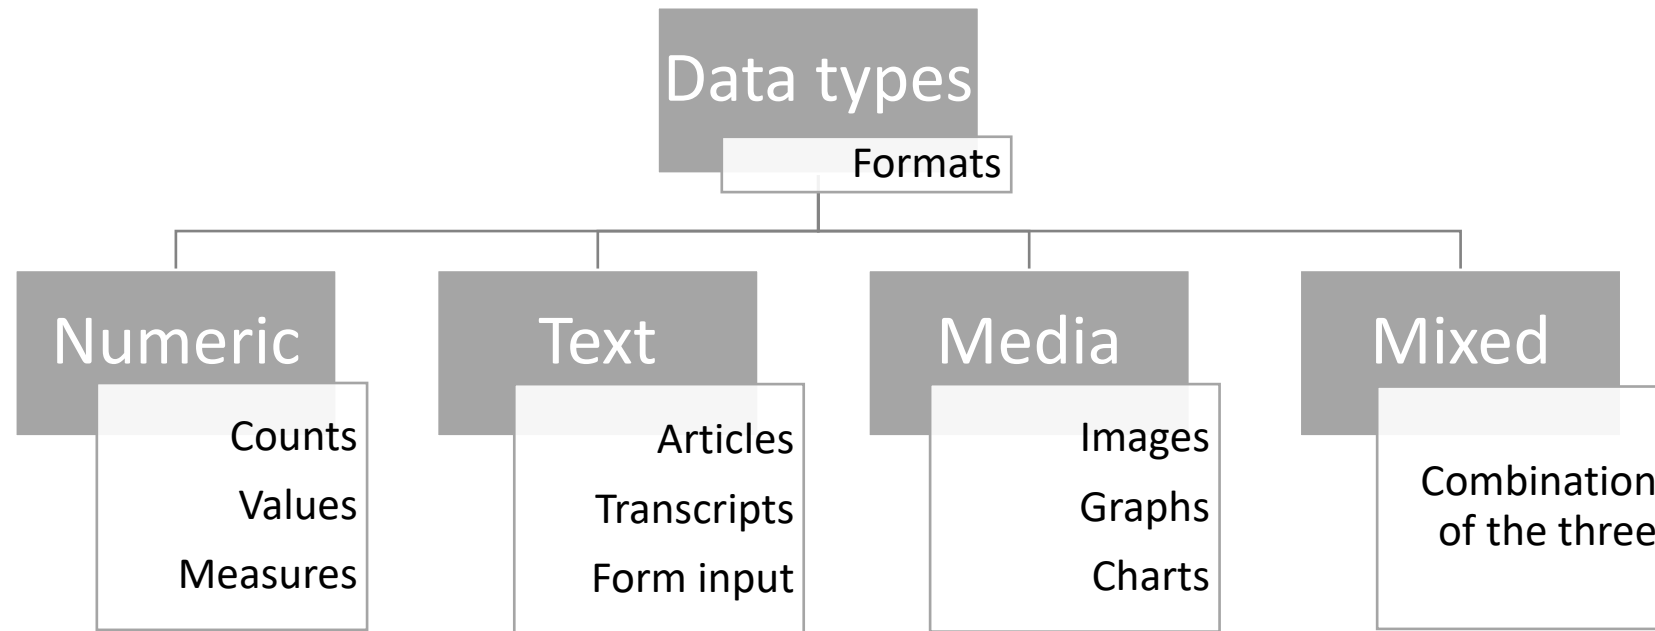 Data types
Formats
Numeric
Counts
Values
Measures
Text
Articles
Transcripts
Form input
Media
Images
Graphs
Charts
Mixed
Combination
of the three